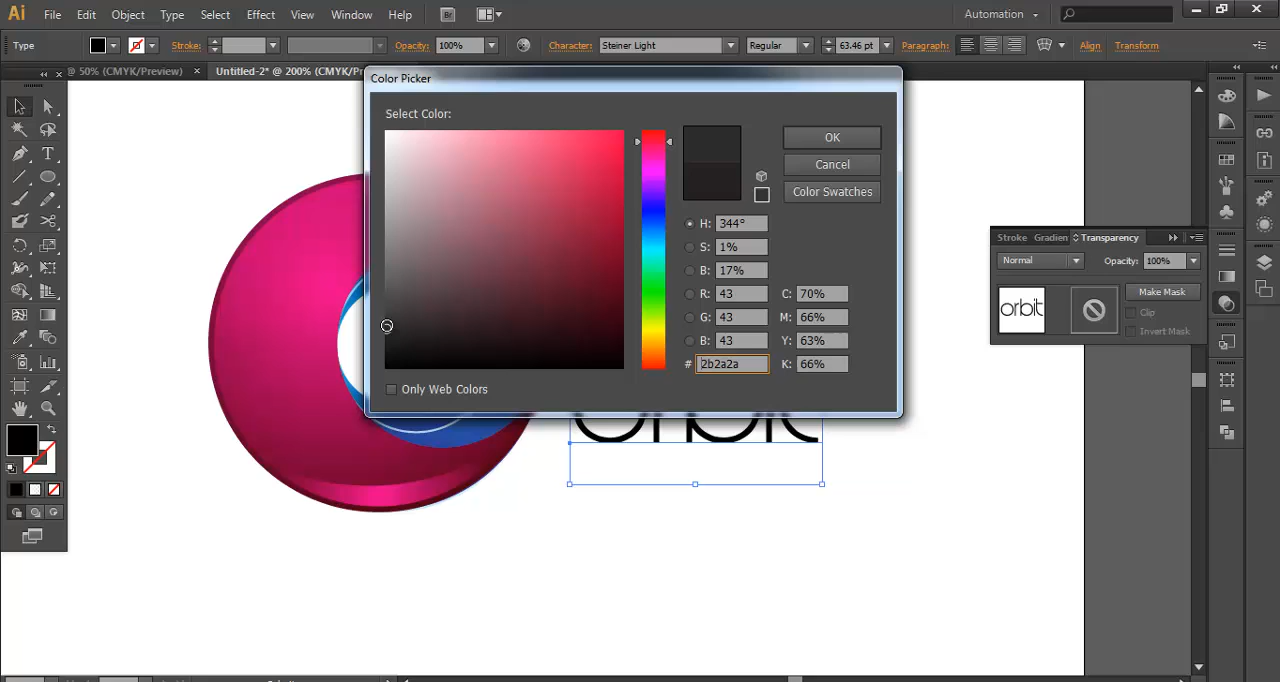 Ai File Edit Object Type Select Effect View Window Help Br Automation
Type Stroke: Opacity: 100% Character: Steiner Light Regular 63.46 pt Paragraph: Align Transform
@ 50% (CMYK/Preview) × Untitled-2* @ 200% (CMYK/Pr
Color Picker
Select Color:
OK
Cancel
Color Swatches
H: 344°
S: 1%
B: 17%
R: 43 C: 70%
G: 43 M: 66%
B: 43 Y: 63%
# 2b2a2a K: 66%
Only Web Colors
Stroke Gradien Transparency
Normal Opacity: 100%
orbit
Make Mask
Clip
Invert Mask
orbit